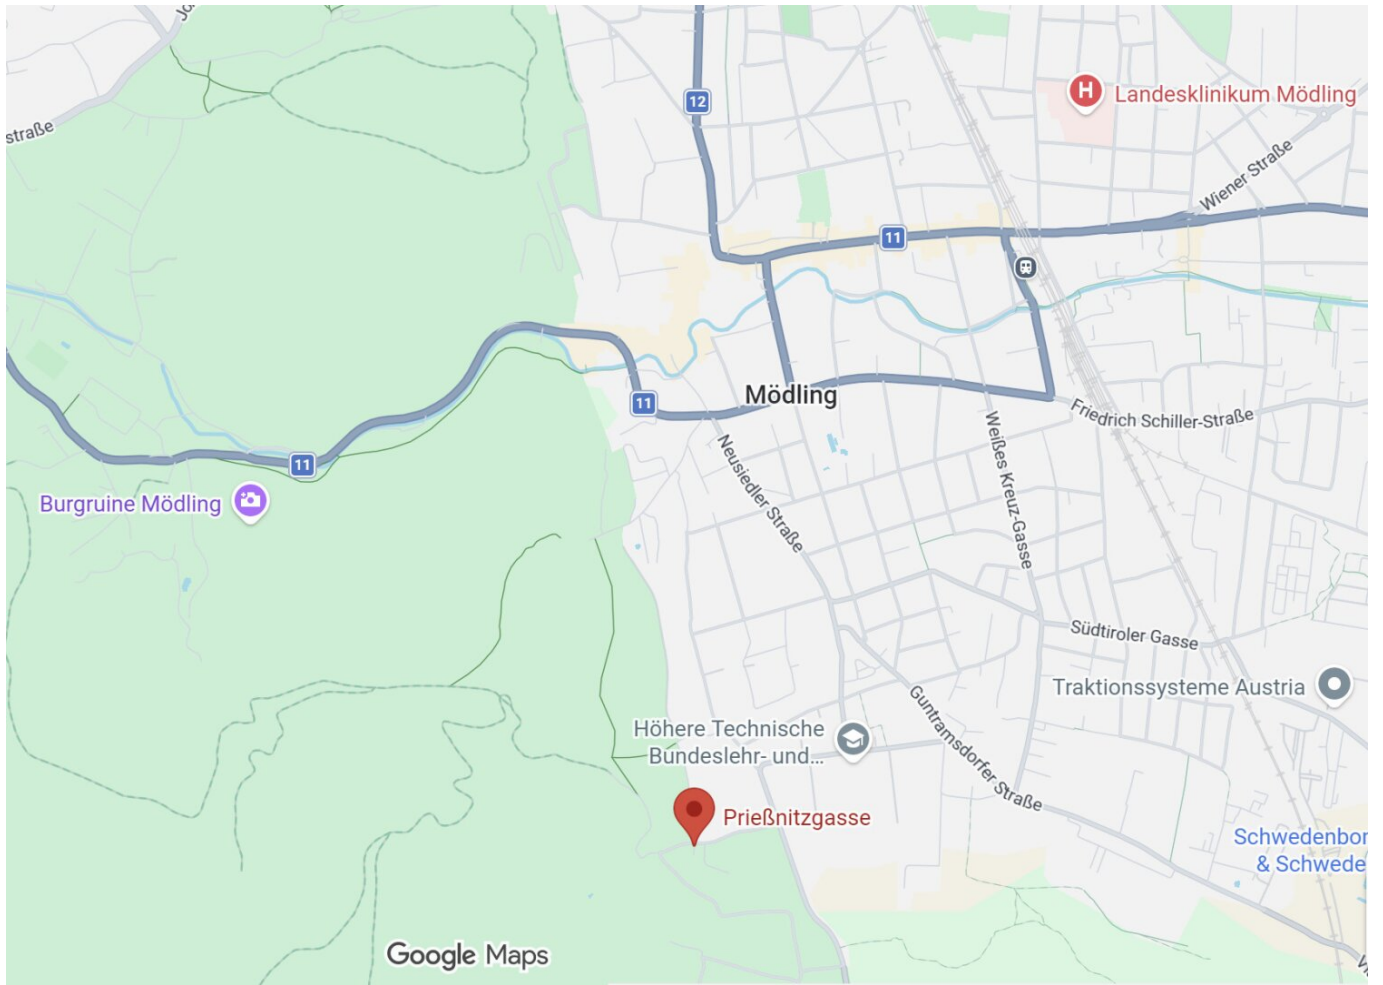 straße
12
H
Landesklinikum Mödling
Wiener Straße
11
11
Mödling
Friedrich Schiller-Straße
11
Burgruine Mödling
Neusiedler Straße
Weißes Kreuz-Gasse
Südtiroler Gasse
Traktionssysteme Austria
Guntramsdorfer Straße
Höhere Technische
Bundeslehr- und...
Prießnitzgasse
Schwedenbor
& Schwede
Google Maps